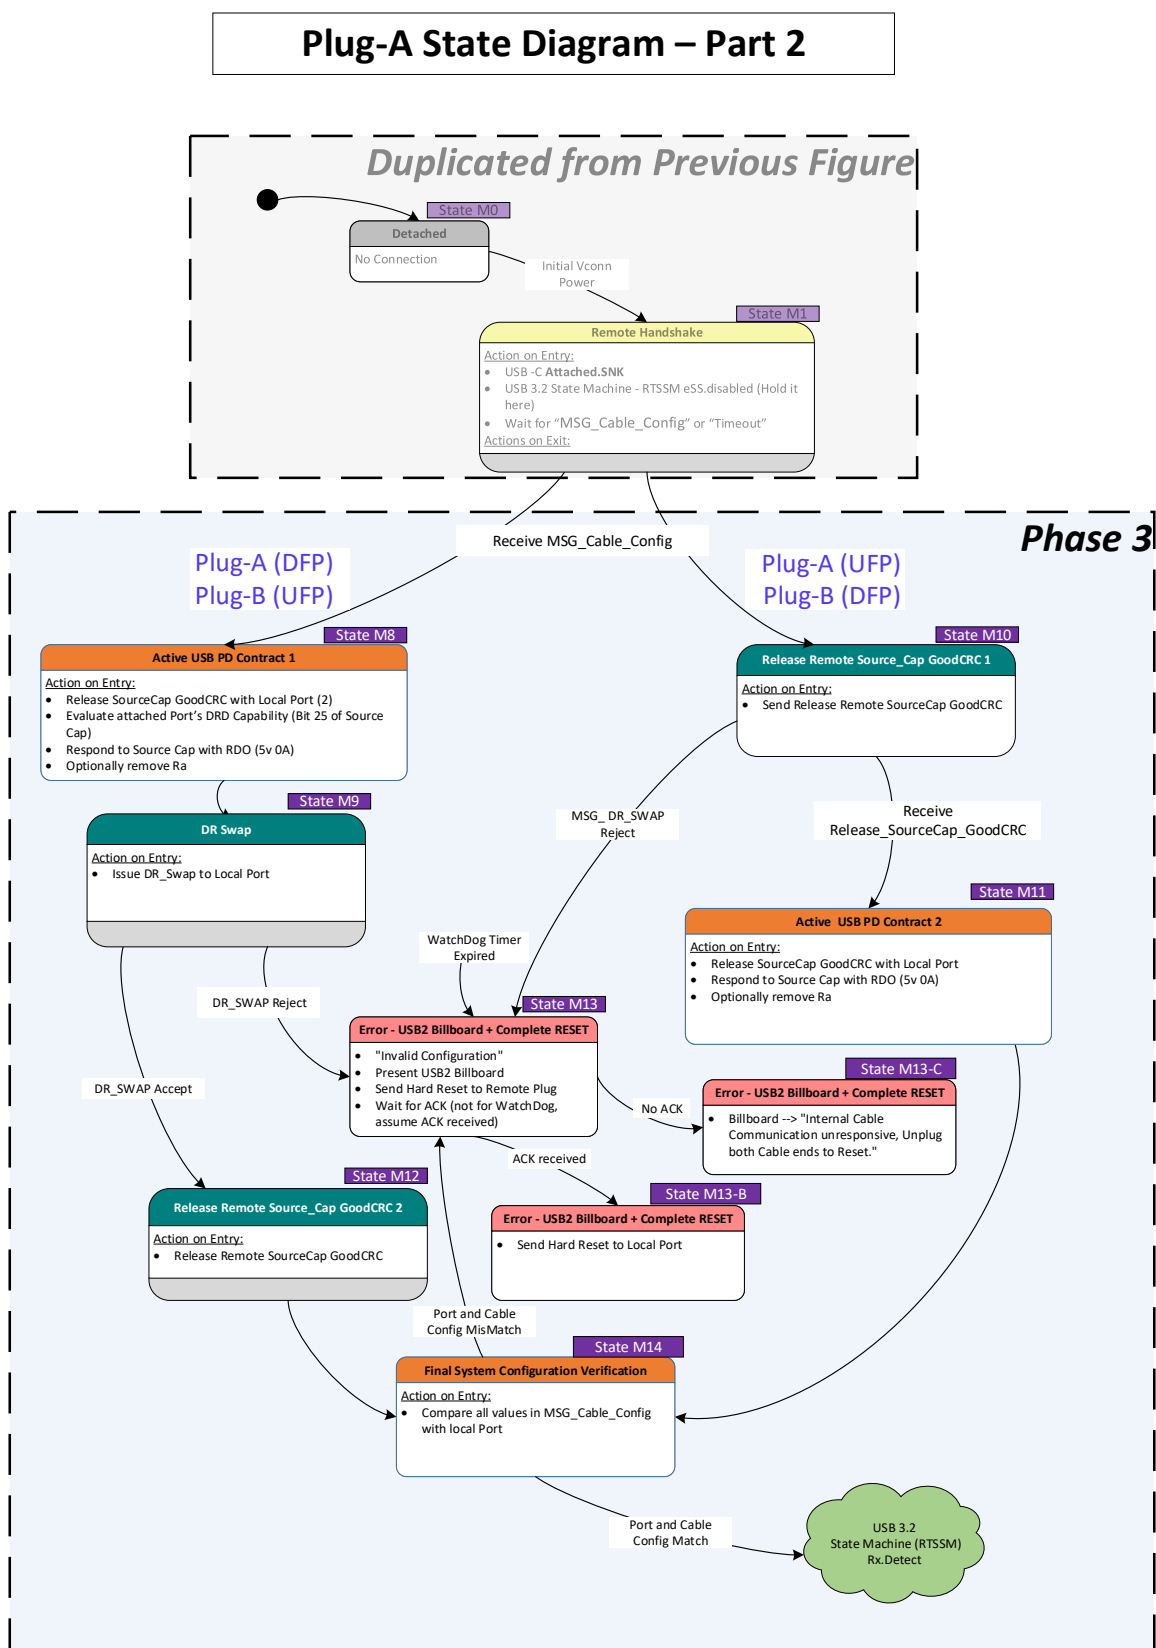 Plug-A State Diagram – Part 2
Duplicated from Previous Figure
State M0
Detached
No Connection
Initial Vconn
Power
State M1
Remote Handshake
Action on Entry:
• USB -C Attached.SNK
• USB 3.2 State Machine - RTSSM eSS.disabled (Hold it
here)
• Wait for “MSG_Cable_Config” or “Timeout”
Actions on Exit:
Phase 3
Receive MSG_Cable_Config
Plug-A (DFP)
Plug-B (UFP)
Plug-A (UFP)
Plug-B (DFP)
State M8
Active USB PD Contract 1
Action on Entry:
• Release SourceCap GoodCRC with Local Port (2)
• Evaluate attached Port’s DRD Capability (Bit 25 of Source
Cap)
• Respond to Source Cap with RDO (5v 0A)
• Optionally remove Ra
State M10
Release Remote Source_Cap GoodCRC 1
Action on Entry:
• Send Release Remote SourceCap GoodCRC
State M9
DR Swap
Action on Entry:
• Issue DR_Swap to Local Port
MSG_ DR_SWAP
Reject
Receive
Release_SourceCap_GoodCRC
State M11
Active USB PD Contract 2
Action on Entry:
• Release SourceCap GoodCRC with Local Port
• Respond to Source Cap with RDO (5v 0A)
• Optionally remove Ra
WatchDog Timer
Expired
DR_SWAP Reject
State M13
Error - USB2 Billboard + Complete RESET
• "Invalid Configuration"
• Present USB2 Billboard
• Send Hard Reset to Remote Plug
• Wait for ACK (not for WatchDog,
assume ACK received)
DR_SWAP Accept
No ACK
State M13-C
Error - USB2 Billboard + Complete RESET
• Billboard --> "Internal Cable
Communication unresponsive, Unplug
both Cable ends to Reset."
ACK received
State M12
Release Remote Source_Cap GoodCRC 2
Action on Entry:
• Release Remote SourceCap GoodCRC
State M13-B
Error - USB2 Billboard + Complete RESET
• Send Hard Reset to Local Port
Port and Cable
Config MisMatch
State M14
Final System Configuration Verification
Action on Entry:
• Compare all values in MSG_Cable_Config
with local Port
Port and Cable
Config Match
USB 3.2
State Machine (RTSSM)
Rx.Detect